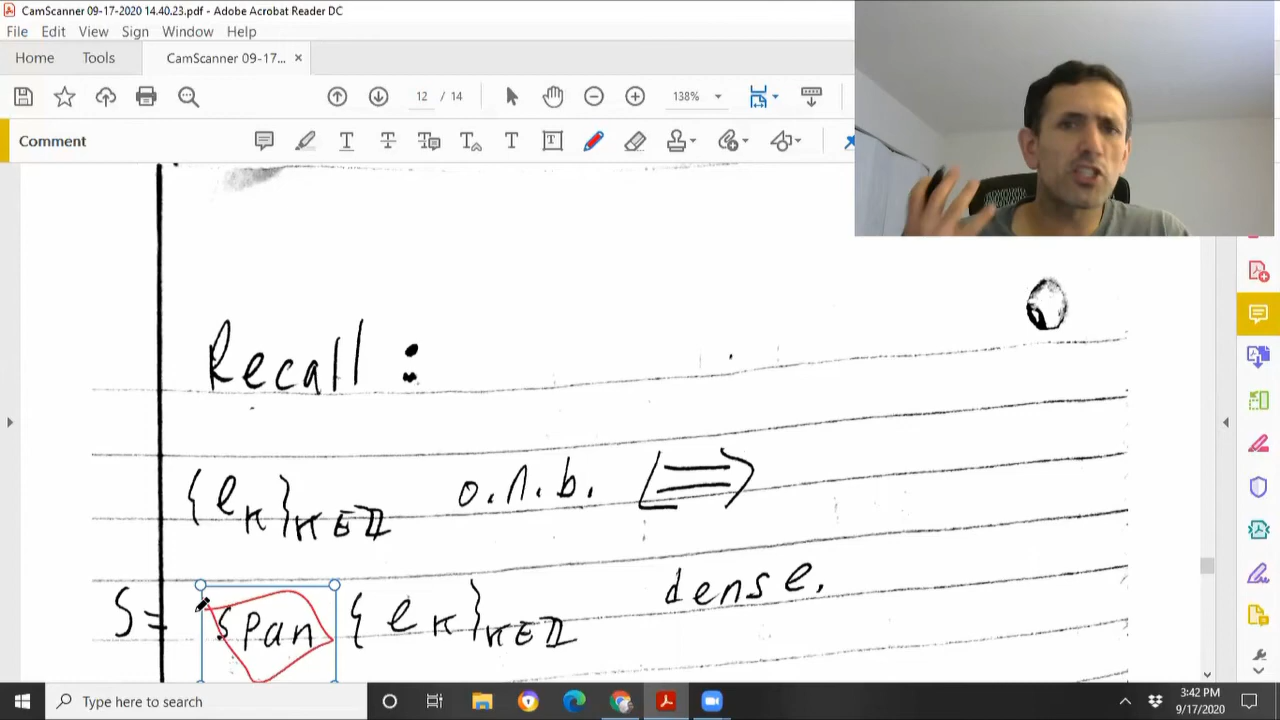 CamScanner 09-17-2020 14.40.23.pdf - Adobe Acrobat Reader DC
File Edit View Sign Window Help
Home Tools CamScanner 09-17... ×
12 / 14 138%
Comment
Recall :
{e_k}_{k∈ℤ} o.n.b. ⟺
S = span {e_k}_{k∈ℤ} dense.
Type here to search
3:42 PM
9/17/2020